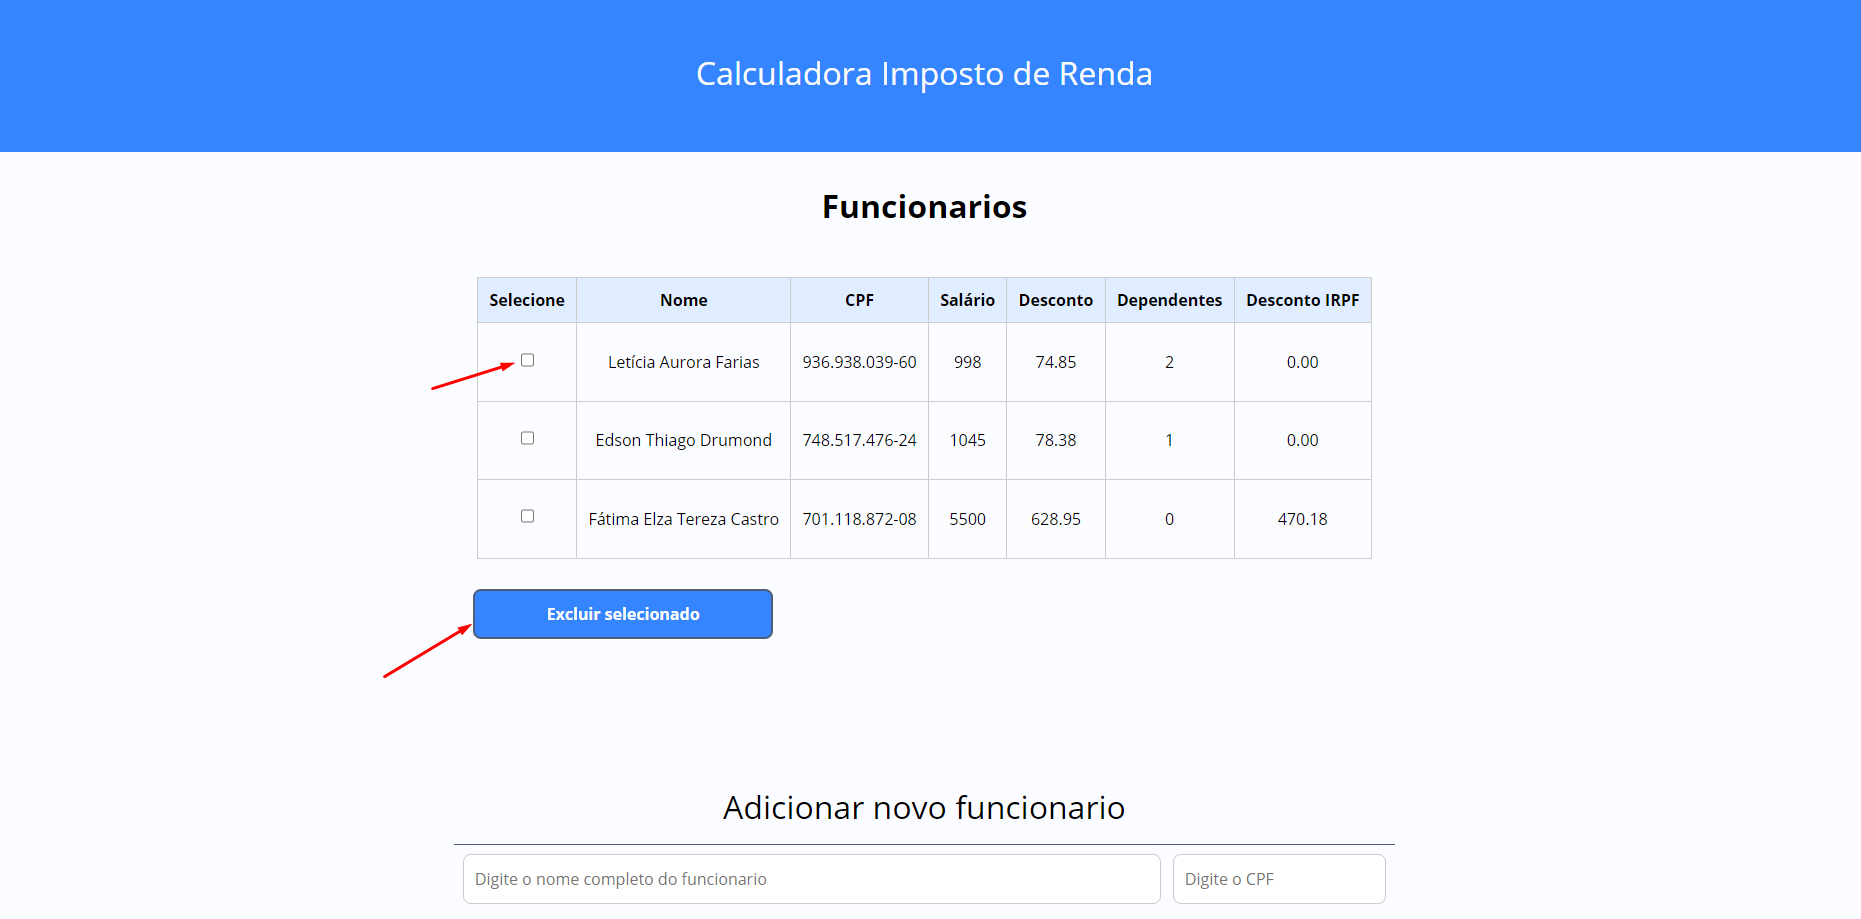 Calculadora Imposto de Renda
Funcionarios
Selecione Nome CPF Salário Desconto Dependentes Desconto IRPF
Letícia Aurora Farias 936.938.039-60 998 74.85 2 0.00
Edson Thiago Drumond 748.517.476-24 1045 78.38 1 0.00
Fátima Elza Tereza Castro 701.118.872-08 5500 628.95 0 470.18
Excluir selecionado
Adicionar novo funcionario
Digite o nome completo do funcionario Digite o CPF